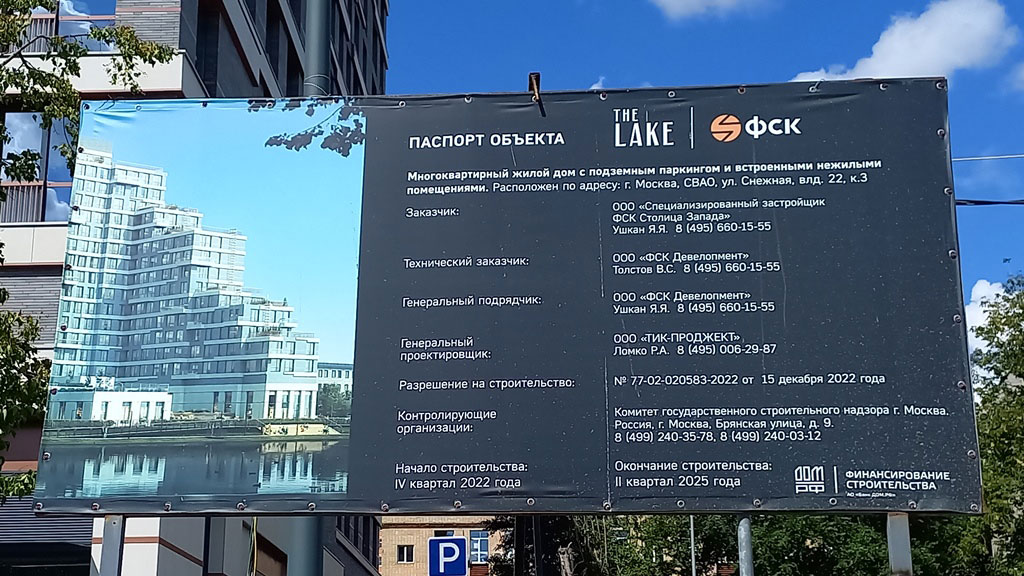 ПАСПОРТ ОБЪЕКТА
THE
LAKE
ФСК
Многоквартирный жилой дом с подземным паркингом и встроенными нежилыми
помещениями. Расположен по адресу: г. Москва, СВАО, ул. Снежная, влд. 22, к.3
Заказчик:
ООО «Специализированный застройщик
ФСК Столица Запада»
Ушкан Я.Я. 8 (495) 660-15-55
Технический заказчик:
ООО «ФСК Девелопмент»
Толстов В.С. 8 (495) 660-15-55
Генеральный подрядчик:
ООО «ФСК Девелопмент»
Ушкан Я.Я. 8 (495) 660-15-55
Генеральный
проектировщик:
ООО «ТИК-ПРОДЖЕКТ»
Ломко Р.А. 8 (495) 006-29-87
Разрешение на строительство:
№ 77-02-020583-2022 от 15 декабря 2022 года
Контролирующие
организации:
Комитет государственного строительного надзора г. Москва.
Россия, г. Москва, Брянская улица, д. 9.
8 (499) 240-35-78, 8 (499) 240-03-12
Начало строительства:
IV квартал 2022 года
Окончание строительства:
II квартал 2025 года
ДОМ
РФ
ФИНАНСИРОВАНИЕ
СТРОИТЕЛЬСТВА
АО «Банк ДОМ.РФ»
P